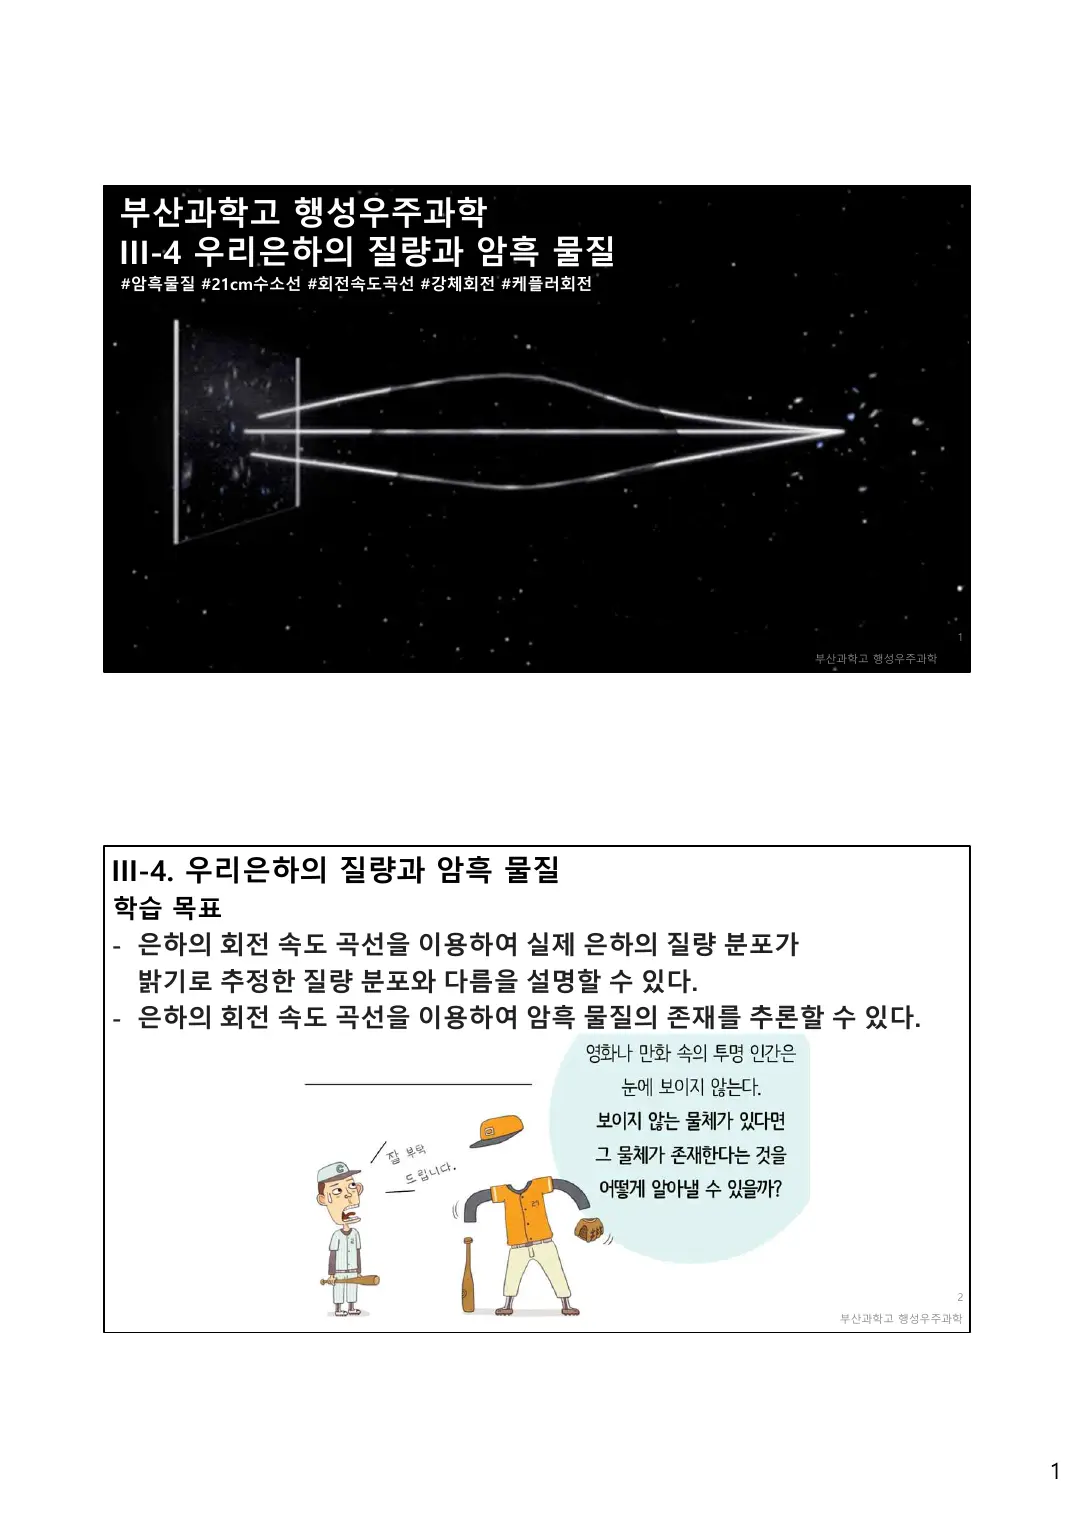 부산과학고 행성우주과학
III-4 우리은하의 질량과 암흑 물질
#암흑물질 #21cm수소선 #회전속도곡선 #강체회전 #케플러회전
1
부산과학고 행성우주과학
III-4. 우리은하의 질량과 암흑 물질
학습 목표
- 은하의 회전 속도 곡선을 이용하여 실제 은하의 질량 분포가
밝기로 추정한 질량 분포와 다름을 설명할 수 있다.
- 은하의 회전 속도 곡선을 이용하여 암흑 물질의 존재를 추론할 수 있다.
영화나 만화 속의 투명 인간은
눈에 보이지 않는다.
보이지 않는 물체가 있다면
그 물체가 존재한다는 것을
어떻게 알아낼 수 있을까?
잘 부탁
드립니다.
C
21
2
부산과학고 행성우주과학
1